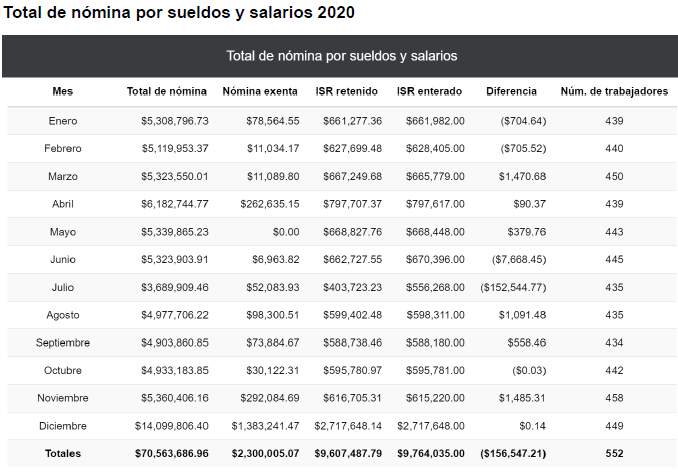 Total de nómina por sueldos y salarios 2020
Total de nómina por sueldos y salarios
Mes Total de nómina Nómina exenta ISR retenido ISR enterado Diferencia Núm. de trabajadores
Enero $5,308,796.73 $78,564.55 $661,277.36 $661,982.00 ($704.64) 439
Febrero $5,119,953.37 $11,034.17 $627,699.48 $628,405.00 ($705.52) 440
Marzo $5,323,550.01 $11,089.80 $667,249.68 $665,779.00 $1,470.68 450
Abril $6,182,744.77 $262,635.15 $797,707.37 $797,617.00 $90.37 439
Mayo $5,339,865.23 $0.00 $668,827.76 $668,448.00 $379.76 443
Junio $5,323,903.91 $6,963.82 $662,727.55 $670,396.00 ($7,668.45) 445
Julio $3,689,909.46 $52,083.93 $403,723.23 $556,268.00 ($152,544.77) 435
Agosto $4,977,706.22 $98,300.51 $599,402.48 $598,311.00 $1,091.48 435
Septiembre $4,903,860.85 $73,884.67 $588,738.46 $588,180.00 $558.46 434
Octubre $4,933,183.85 $30,122.31 $595,780.97 $595,781.00 ($0.03) 442
Noviembre $5,360,406.16 $292,084.69 $616,705.31 $615,220.00 $1,485.31 458
Diciembre $14,099,806.40 $1,383,241.47 $2,717,648.14 $2,717,648.00 $0.14 449
Totales $70,563,686.96 $2,300,005.07 $9,607,487.79 $9,764,035.00 ($156,547.21) 552